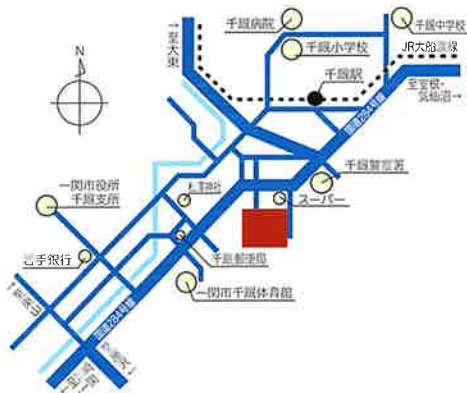 千厩病院
千厩中学校
↑至大東
千厩小学校
JR大船渡線
N
千厩駅
至室根・
気仙沼→
国道284号線
千厩警察署
一関市役所
千厩支所
スーパー
岩手銀行
千厩郵便局
一関市千厩体育館
国道284号線